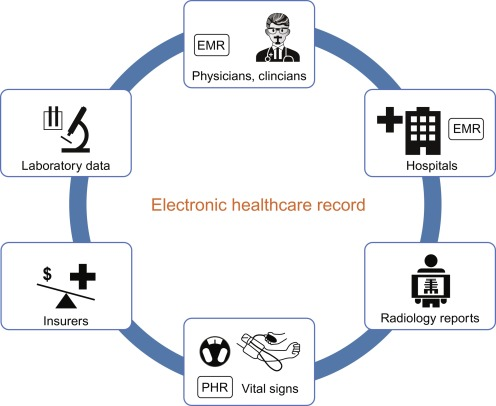 EMR
Physicians, clincians
Laboratory data
EMR
Hospitals
Electronic healthcare record
$
Insurers
Radiology reports
PHR Vital signs